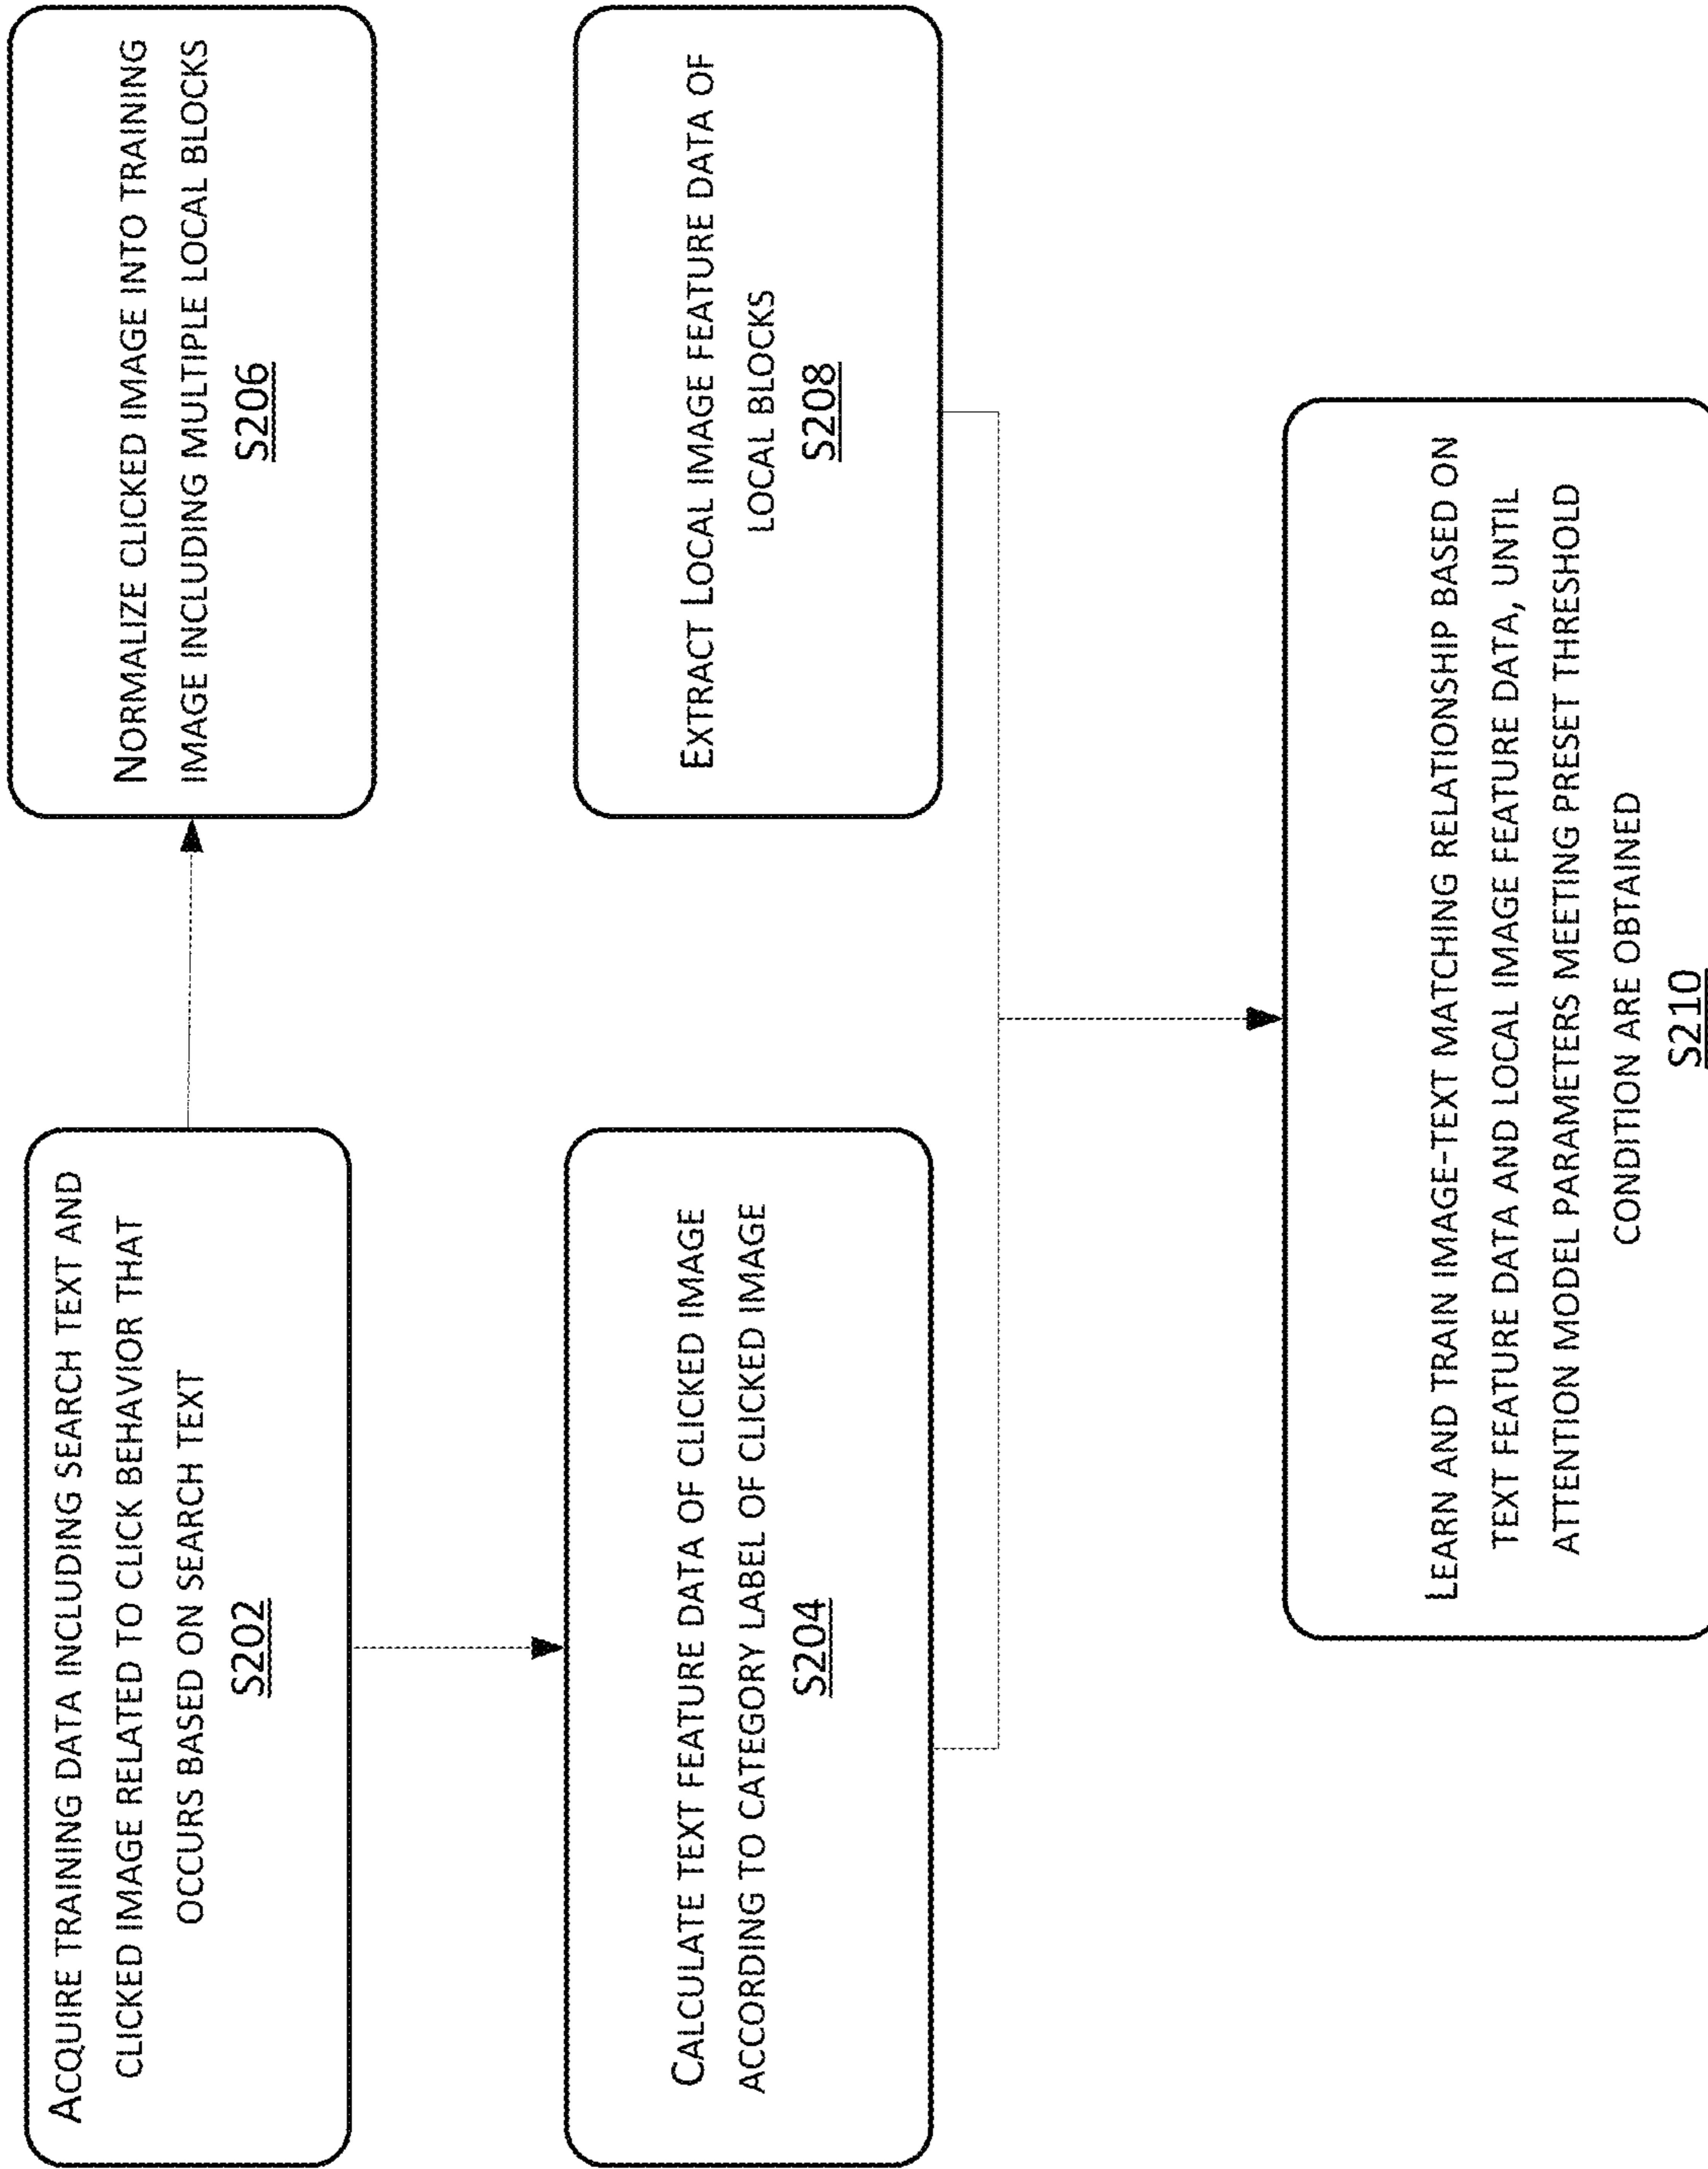 ACQUIRE TRAINING DATA INCLUDING SEARCH TEXT AND
CLICKED IMAGE RELATED TO CLICK BEHAVIOR THAT
OCCURS BASED ON SEARCH TEXT
S202
NORMALIZE CLICKED IMAGE INTO TRAINING
IMAGE INCLUDING MULTIPLE LOCAL BLOCKS
S206
CALCULATE TEXT FEATURE DATA OF CLICKED IMAGE
ACCORDING TO CATEGORY LABEL OF CLICKED IMAGE
S204
EXTRACT LOCAL IMAGE FEATURE DATA OF
LOCAL BLOCKS
S208
LEARN AND TRAIN IMAGE-TEXT MATCHING RELATIONSHIP BASED ON
TEXT FEATURE DATA AND LOCAL IMAGE FEATURE DATA, UNTIL
ATTENTION MODEL PARAMETERS MEETING PRESET THRESHOLD
CONDITION ARE OBTAINED
S210